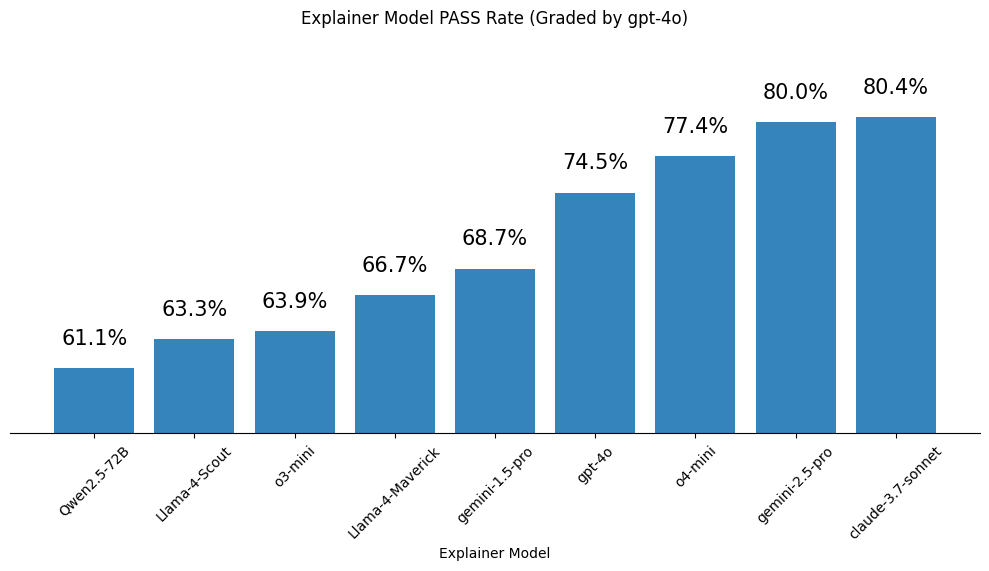 Explainer Model PASS Rate (Graded by gpt-4o)
61.1%
63.3%
63.9%
66.7%
68.7%
74.5%
77.4%
80.0%
80.4%
Qwen2.5-72B
Llama-4-Scout
o3-mini
Llama-4-Maverick
gemini-1.5-pro
gpt-4o
o4-mini
gemini-2.5-pro
claude-3.7-sonnet
Explainer Model